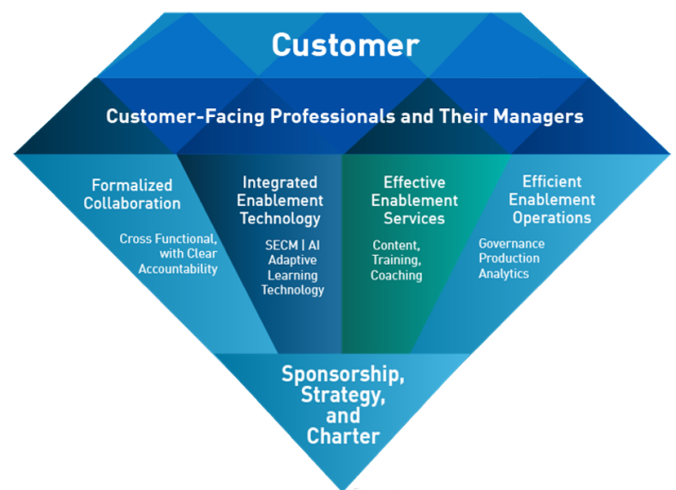 Customer
Customer-Facing Professionals and Their Managers
Formalized
Collaboration
Cross Functional,
with Clear
Accountability
Integrated
Enablement
Technology
SECM | AI
Adaptive
Learning
Technology
Effective
Enablement
Services
Content,
Training,
Coaching
Efficient
Enablement
Operations
Governance
Production
Analytics
Sponsorship,
Strategy,
and
Charter